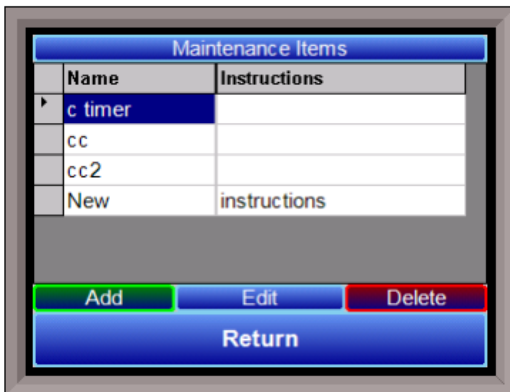 Maintenance Items
Name Instructions
c timer
cc
cc2
New instructions
Add Edit Delete
Return